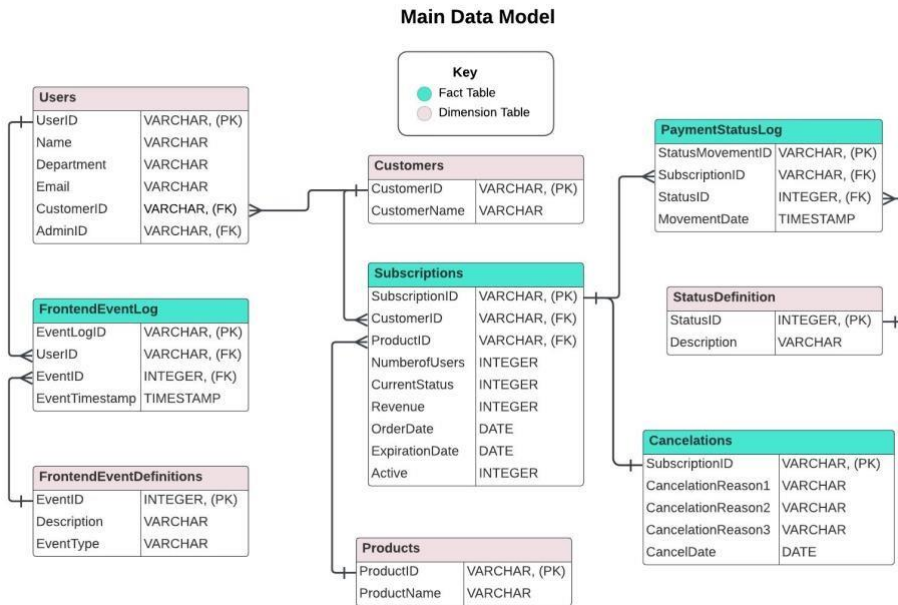 Main Data Model
Key
Fact Table
Dimension Table
Users
UserID VARCHAR, (PK)
Name VARCHAR
Department VARCHAR
Email VARCHAR
CustomerID VARCHAR, (FK)
AdminID VARCHAR, (FK)
FrontendEventLog
EventLogID VARCHAR, (PK)
UserID VARCHAR, (FK)
EventID INTEGER, (FK)
EventTimestamp TIMESTAMP
FrontendEventDefinitions
EventID INTEGER, (PK)
Description VARCHAR
EventType VARCHAR
Customers
CustomerID VARCHAR, (PK)
CustomerName VARCHAR
Subscriptions
SubscriptionID VARCHAR, (PK)
CustomerID VARCHAR, (FK)
ProductID VARCHAR, (FK)
NumberofUsers INTEGER
CurrentStatus INTEGER
Revenue INTEGER
OrderDate DATE
ExpirationDate DATE
Active INTEGER
Products
ProductID VARCHAR, (PK)
ProductName VARCHAR
PaymentStatusLog
StatusMovementID VARCHAR, (PK)
SubscriptionID VARCHAR, (FK)
StatusID INTEGER, (FK)
MovementDate TIMESTAMP
StatusDefinition
StatusID INTEGER, (PK)
Description VARCHAR
Cancelations
SubscriptionID VARCHAR, (PK)
CancelationReason1 VARCHAR
CancelationReason2 VARCHAR
CancelationReason3 VARCHAR
CancelDate DATE